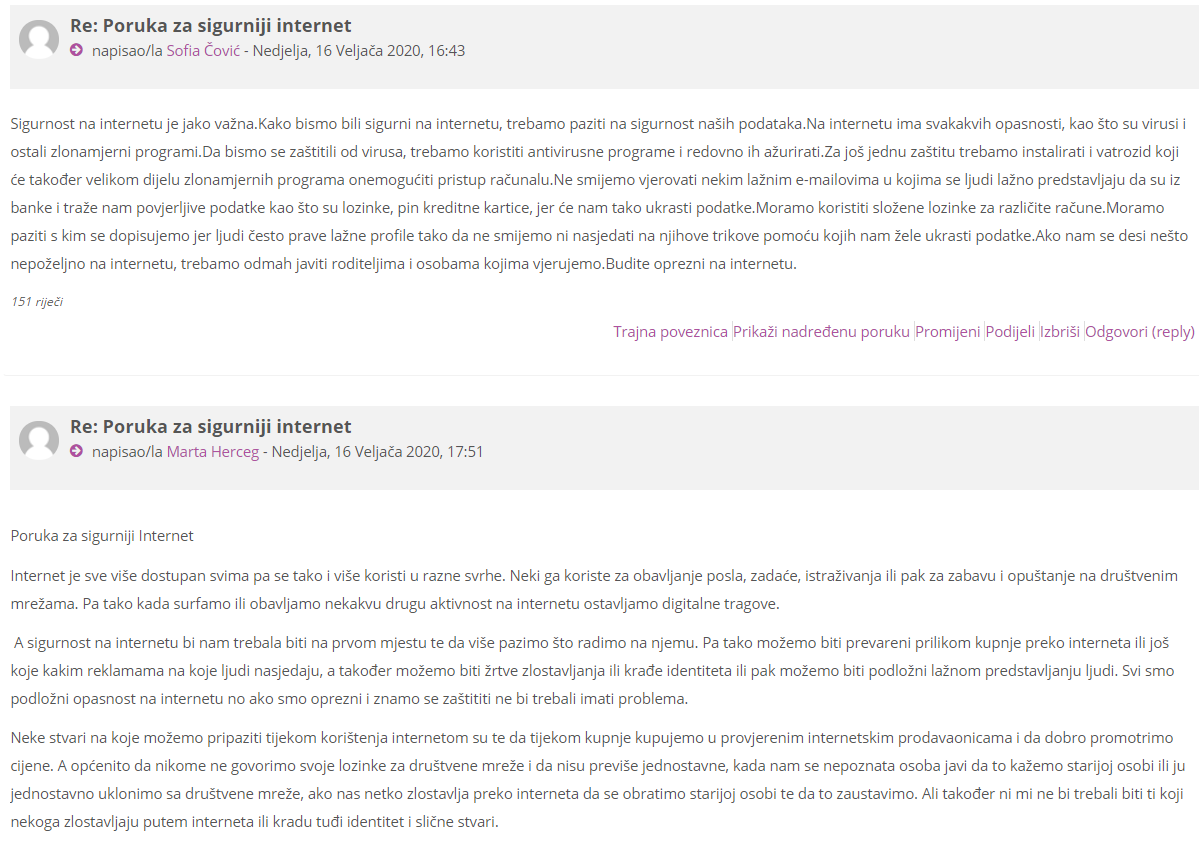 Re: Poruka za sigurniji internet
napisao/la Sofia Čović - Nedjelja, 16 Veljača 2020, 16:43
Sigurnost na internetu je jako važna.Kako bismo bili sigurni na internetu, trebamo paziti na sigurnost naših podataka.Na internetu ima svakakvih opasnosti, kao što su virusi i
ostali zlonamjerni programi.Da bismo se zaštitili od virusa, trebamo koristiti antivirusne programe i redovno ih ažurirati.Za još jednu zaštitu trebamo instalirati i vatrozid koji
će također velikom dijelu zlonamjernih programa onemogućiti pristup računalu.Ne smijemo vjerovati nekim lažnim e-mailovima u kojima se ljudi lažno predstavljaju da su iz
banke i traže nam povjerljive podatke kao što su lozinke, pin kreditne kartice, jer će nam tako ukrasti podatke.Moramo koristiti složene lozinke za različite račune.Moramo
paziti s kim se dopisujemo jer ljudi često prave lažne profile tako da ne smijemo ni nasjedati na njihove trikove pomoću kojih nam žele ukrasti podatke.Ako nam se desi nešto
nepoželjno na internetu, trebamo odmah javiti roditeljima i osobama kojima vjerujemo.Budite oprezni na internetu.
151 riječi
Trajna poveznica Prikaži nadređenu poruku Promijeni Podijeli Izbriši Odgovori (reply)
Re: Poruka za sigurniji internet
napisao/la Marta Herceg - Nedjelja, 16 Veljača 2020, 17:51
Poruka za sigurniji Internet
Internet je sve više dostupan svima pa se tako i više koristi u razne svrhe. Neki ga koriste za obavljanje posla, zadaće, istraživanja ili pak za zabavu i opuštanje na društvenim
mrežama. Pa tako kada surfamo ili obavljamo nekakvu drugu aktivnost na internetu ostavljamo digitalne tragove.
A sigurnost na internetu bi nam trebala biti na prvom mjestu te da više pazimo što radimo na njemu. Pa tako možemo biti prevareni prilikom kupnje preko interneta ili još
koje kakim reklamama na koje ljudi nasjedaju, a također možemo biti žrtve zlostavljanja ili krađe identiteta ili pak možemo biti podložni lažnom predstavljanju ljudi. Svi smo
podložni opasnost na internetu no ako smo oprezni i znamo se zaštititi ne bi trebali imati problema.
Neke stvari na koje možemo pripaziti tijekom korištenja internetom su te da tijekom kupnje kupujemo u provjerenim internetskim prodavaonicama i da dobro promotrimo
cijene. A općenito da nikome ne govorimo svoje lozinke za društvene mreže i da nisu previše jednostavne, kada nam se nepoznata osoba javi da to kažemo starijoj osobi ili ju
jednostavno uklonimo sa društvene mreže, ako nas netko zlostavlja preko interneta da se obratimo starijoj osobi te da to zaustavimo. Ali također ni mi ne bi trebali biti ti koji
nekoga zlostavljaju putem interneta ili kradu tuđi identitet i slične stvari.